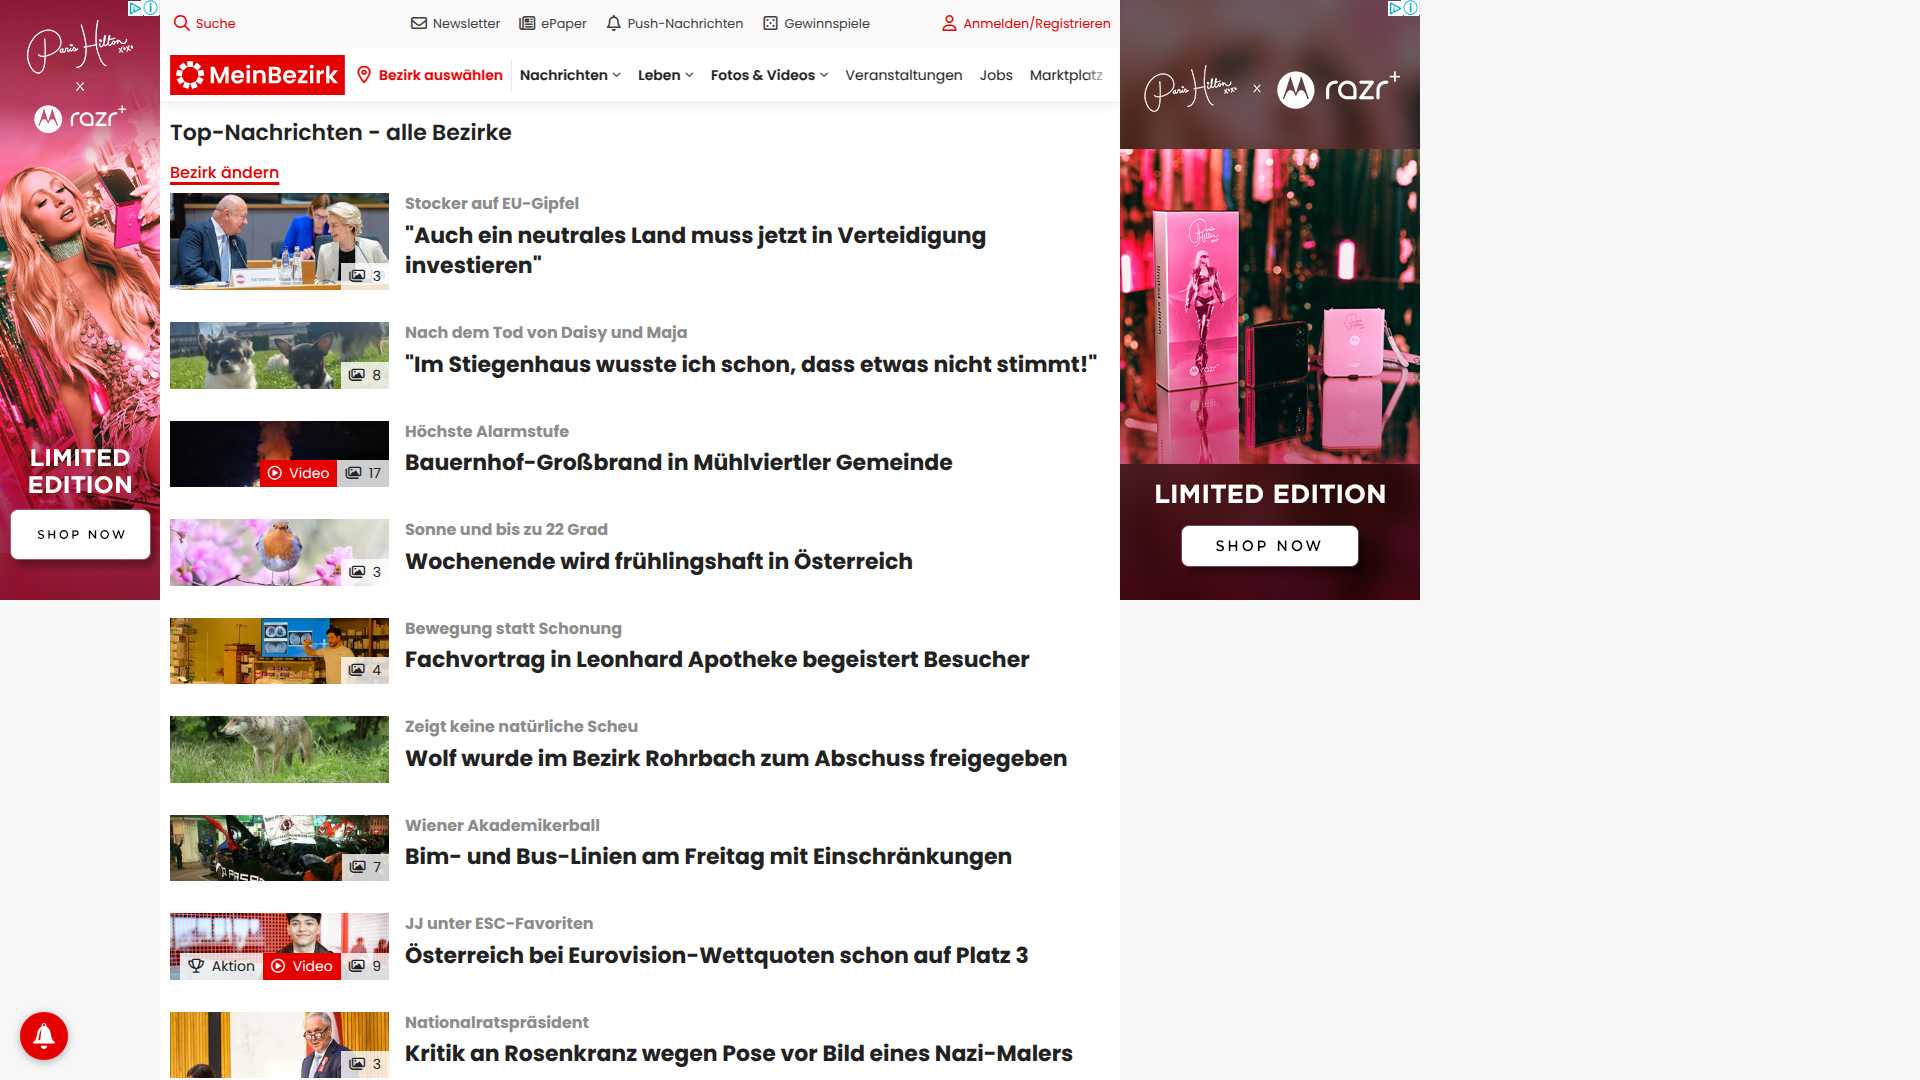 Suche
Newsletter
ePaper
Push-Nachrichten
Gewinnspiele
Anmelden/Registrieren
MeinBezirk
Bezirk auswählen
Nachrichten
Leben
Fotos & Videos
Veranstaltungen
Jobs
Marktplatz
Paris Hilton
xoxo
x
razr+
LIMITED
EDITION
SHOP NOW
Top-Nachrichten - alle Bezirke
Bezirk ändern
3
Stocker auf EU-Gipfel
"Auch ein neutrales Land muss jetzt in Verteidigung
investieren"
8
Nach dem Tod von Daisy und Maja
"Im Stiegenhaus wusste ich schon, dass etwas nicht stimmt!"
Video
17
Höchste Alarmstufe
Bauernhof-Großbrand in Mühlviertler Gemeinde
3
Sonne und bis zu 22 Grad
Wochenende wird frühlingshaft in Österreich
4
Bewegung statt Schonung
Fachvortrag in Leonhard Apotheke begeistert Besucher
Zeigt keine natürliche Scheu
Wolf wurde im Bezirk Rohrbach zum Abschuss freigegeben
7
Wiener Akademikerball
Bim- und Bus-Linien am Freitag mit Einschränkungen
Aktion
Video
9
JJ unter ESC-Favoriten
Österreich bei Eurovision-Wettquoten schon auf Platz 3
3
Nationalratspräsident
Kritik an Rosenkranz wegen Pose vor Bild eines Nazi-Malers
Paris Hilton
xoxo
x
razr+
razr+
LIMITED EDITION
SHOP NOW